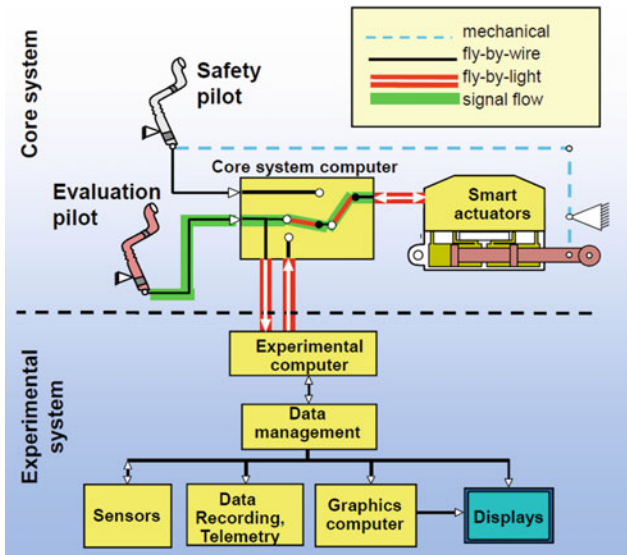 Core system
mechanical
fly-by-wire
fly-by-light
signal flow
Safety
pilot
Core system computer
Evaluation
pilot
Smart
actuators
Experimental
system
Experimental
computer
Data
management
Sensors
Data
Recording,
Telemetry
Graphics
computer
Displays